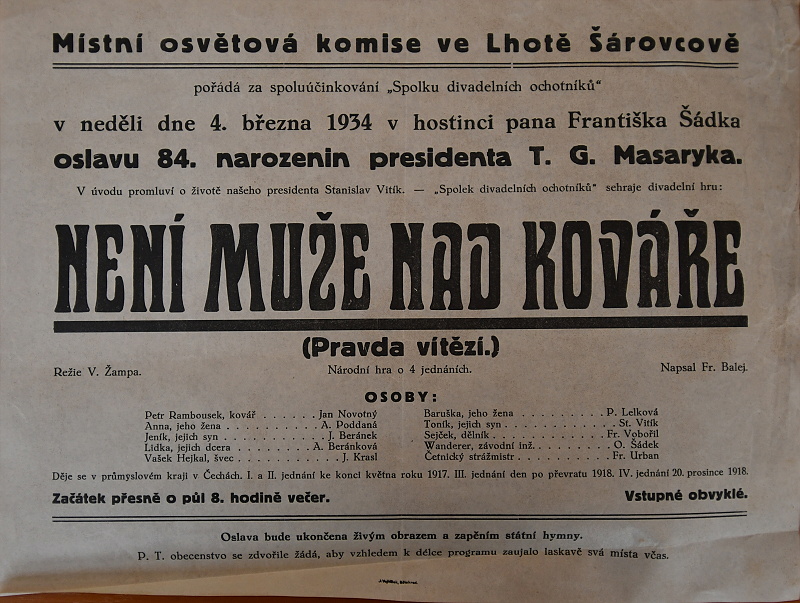 Místní osvětová komise ve Lhotě Šárovcově
pořádá za spoluúčinkování „Spolku divadelních ochotníků“
v neděli dne 4. března 1934 v hostinci pana Františka Šádka
oslavu 84. narozenin presidenta T. G. Masaryka.
V úvodu promluví o životě našeho presidenta Stanislav Vitík. — „Spolek divadelních ochotníků“ sehraje divadelní hru:
NENÍ MUŽE NAD KOVÁŘE
(Pravda vítězí.)
Režie V. Žampa. Národní hra o 4 jednáních. Napsal Fr. Balej.
OSOBY:
Petr Rambousek, kovář . . . . . . Jan Novotný
Anna, jeho žena . . . . . . . . . . A. Poddaná
Jeník, jejich syn . . . . . . . . . . J. Beránek
Lidka, jejich dcera . . . . . . . . A. Beránková
Vašek Hejkal, švec . . . . . . . . . . J. Krasl
Baruška, jeho žena . . . . . . . . . P. Lelková
Toník, jejich syn . . . . . . . . . . . St. Vitík
Sejček, dělník . . . . . . . . . . . Fr. Vobořil
Wanderer, závodní inž. . . . . . . . O. Šádek
Četnický strážmistr . . . . . . . . Fr. Urban
Děje se v průmyslovém kraji v Čechách. I. a II. jednání ke konci května roku 1917. III. jednání den po převratu 1918. IV. jednání 20. prosince 1918.
Začátek přesně o půl 8. hodině večer. Vstupné obvyklé.
Oslava bude ukončena živým obrazem a zapěním státní hymny.
P. T. obecenstvo se zdvořile žádá, aby vzhledem k délce programu zaujalo laskavě svá místa včas.